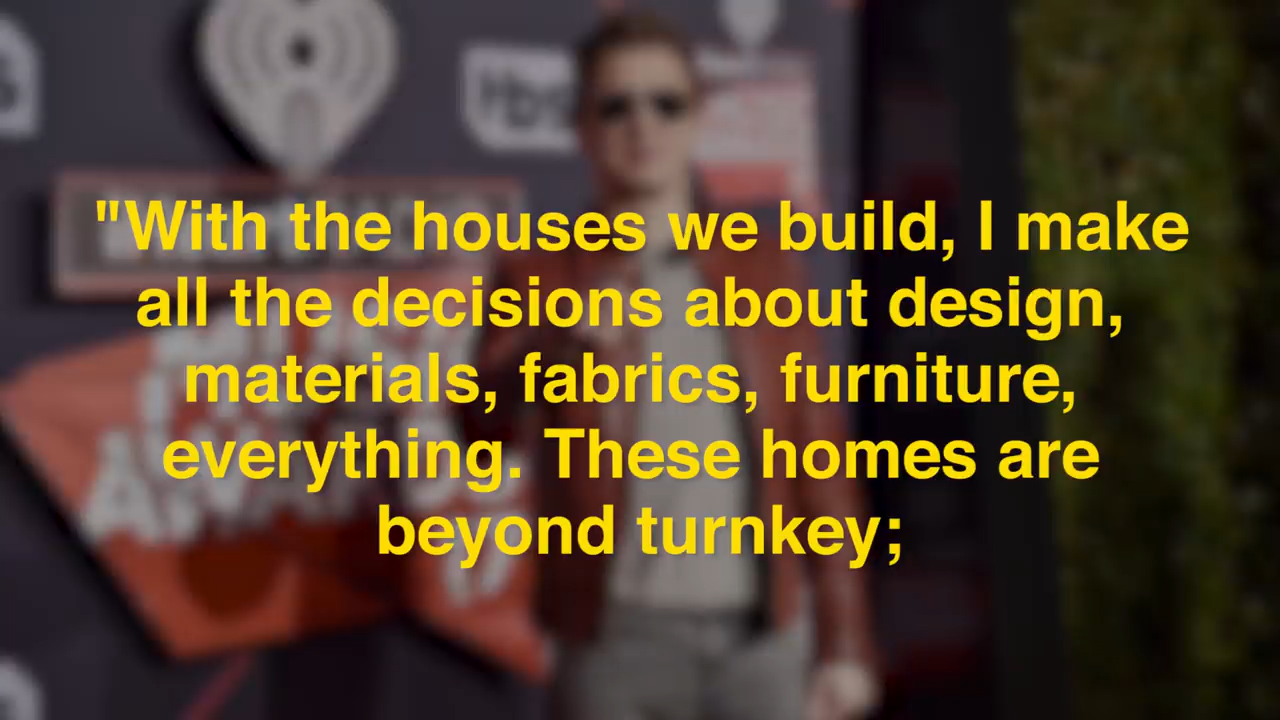 "With the houses we build, I make
all the decisions about design,
materials, fabrics, furniture,
everything. These homes are
beyond turnkey;
tbs